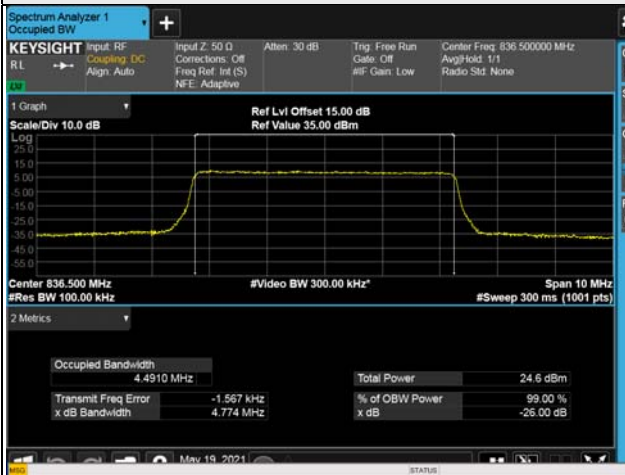 Spectrum Analyzer 1
Occupied BW
+
KEYSIGHT
RL
Input: RF
Coupling: DC
Align: Auto
Input Z: 50 Ω
Corrections: Off
Freq Ref: Int (S)
NFE: Adaptive
Atten: 30 dB
Trig: Free Run
Gate: Off
#IF Gain: Low
Center Freq: 836.500000 MHz
Avg|Hold: 1/1
Radio Std: None
1 Graph
Scale/Div 10.0 dB
Ref Lvl Offset 15.00 dB
Ref Value 35.00 dBm
Log
25.0
15.0
5.00
-5.00
-15.0
-25.0
-35.0
-45.0
-55.0
Center 836.500 MHz
#Video BW 300.00 kHz*
Span 10 MHz
#Res BW 100.00 kHz
#Sweep 300 ms (1001 pts)
2 Metrics
Occupied Bandwidth
4.4910 MHz
Total Power 24.6 dBm
Transmit Freq Error -1.567 kHz
% of OBW Power 99.00 %
x dB Bandwidth 4.774 MHz
x dB -26.00 dB
May 19, 2021
MSG
STATUS